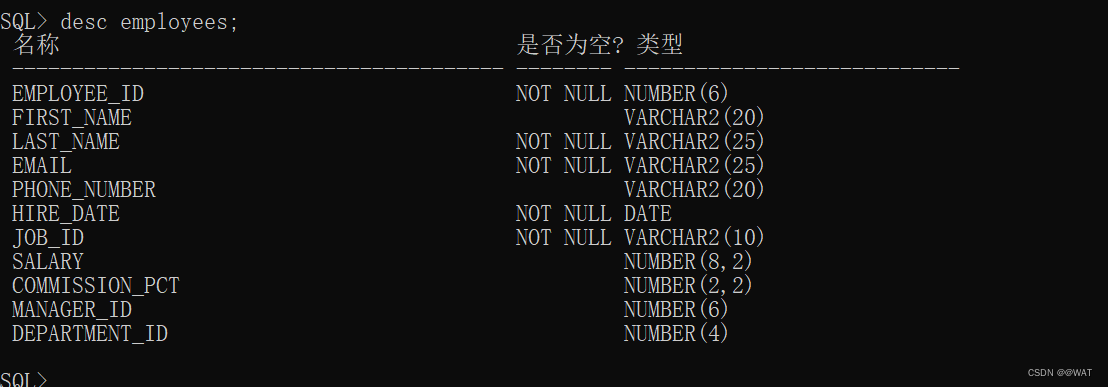 SQL> desc employees;
名称 是否为空? 类型
----------------------------------------- -------- ----------------------------
EMPLOYEE_ID NOT NULL NUMBER(6)
FIRST_NAME VARCHAR2(20)
LAST_NAME NOT NULL VARCHAR2(25)
EMAIL NOT NULL VARCHAR2(25)
PHONE_NUMBER VARCHAR2(20)
HIRE_DATE NOT NULL DATE
JOB_ID NOT NULL VARCHAR2(10)
SALARY NUMBER(8,2)
COMMISSION_PCT NUMBER(2,2)
MANAGER_ID NUMBER(6)
DEPARTMENT_ID NUMBER(4)
SQL>
CSDN @@WAT